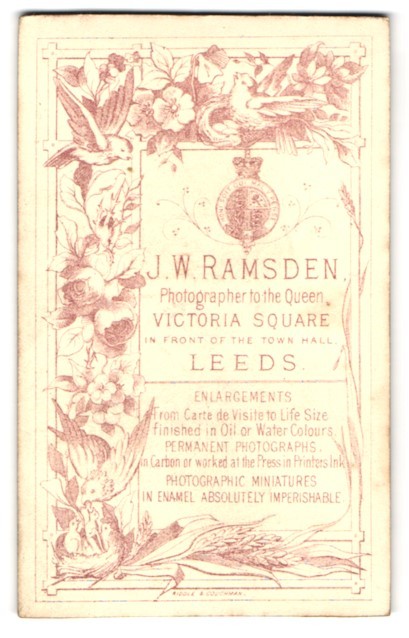 J. W. RAMSDEN.
Photographer to the Queen.
VICTORIA SQUARE
IN FRONT OF THE TOWN HALL.
LEEDS.
ENLARGEMENTS
From Carte de Visite to Life Size
finished in Oil or Water Colours.
PERMANENT PHOTOGRAPHS.
in Carbon or worked at the Press in Printers Ink
PHOTOGRAPHIC MINIATURES
IN ENAMEL ABSOLUTELY IMPERISHABLE
& COUCHMAN.